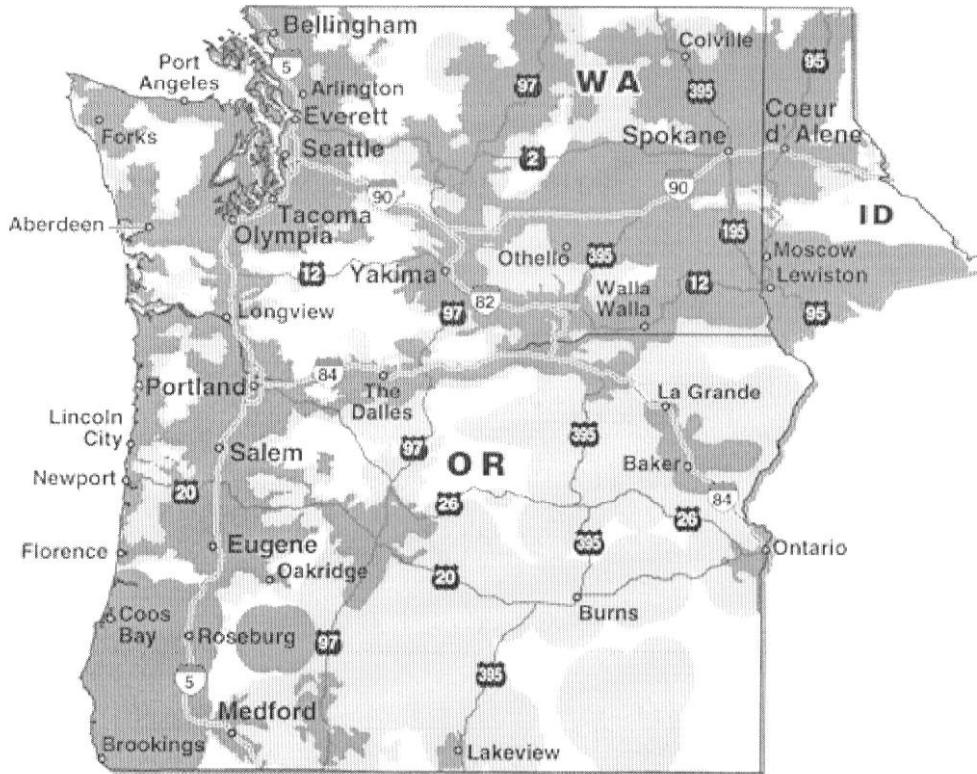 Bellingham
Colville
95
5
Port
Angeles
97
WA
395
Arlington
Coeur
d' Alene
Forks
Everett
Seattle
2
Spokane
90
90
Tacoma
ID
Aberdeen
Olympia
195
Othello
395
Moscow
12
Yakima
12
Lewiston
82
Walla
Walla
Longview
97
95
84
Portland
The
Dalles
La Grande
Lincoln
City
97
395
Salem
OR
Baker
Newport
20
26
84
26
Florence
Eugene
395
Ontario
Oakridge
20
Burns
Coos
Bay
Roseburg
97
5
395
Medford
Brookings
Lakeview